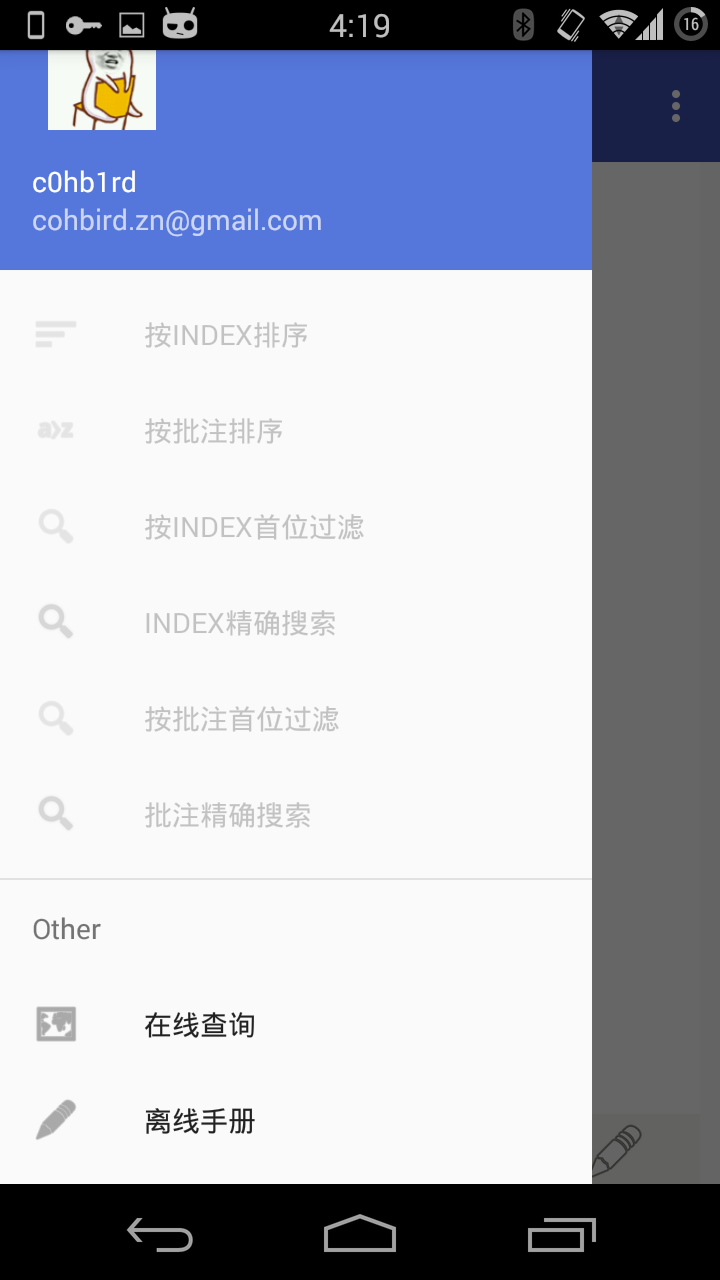 4:19
16
c0hb1rd
cohbird.zn@gmail.com
按INDEX排序
a›z
按批注排序
按INDEX首位过滤
INDEX精确搜索
按批注首位过滤
批注精确搜索
Other
在线查询
离线手册